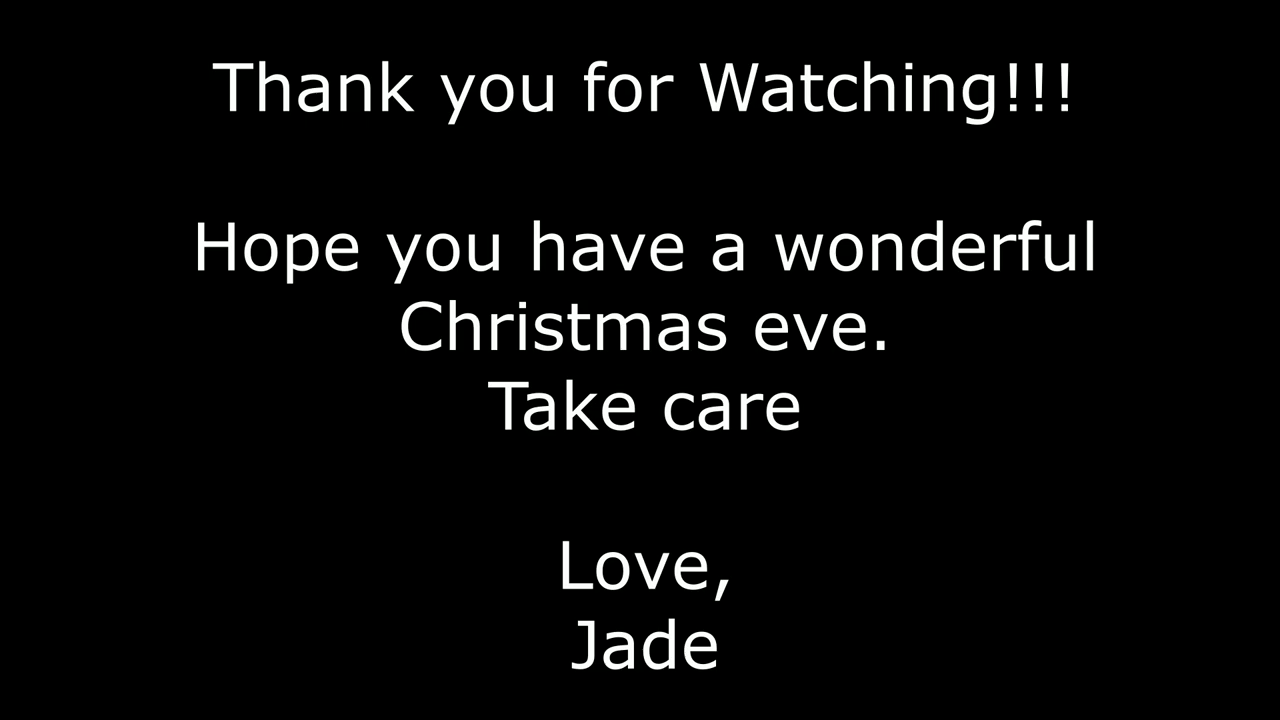 Thank you for Watching!!!
Hope you have a wonderful
Christmas eve.
Take care
Love,
Jade